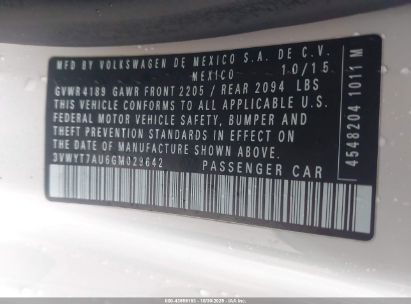 MFD BY VOLKSWAGEN DE MEXICO S.A. DE C.V.
MEXICO 10/15
GVWR4189 GAWR FRONT 2205 / REAR 2094 LBS
THIS VEHICLE CONFORMS TO ALL APPLICABLE U.S.
FEDERAL MOTOR VEHICLE SAFETY, BUMPER AND
THEFT PREVENTION STANDARDS IN EFFECT ON
THE DATE OF MANUFACTURE SHOWN ABOVE.
3VWYT7AU6GM029642 PASSENGER CAR
4548204 1011 M